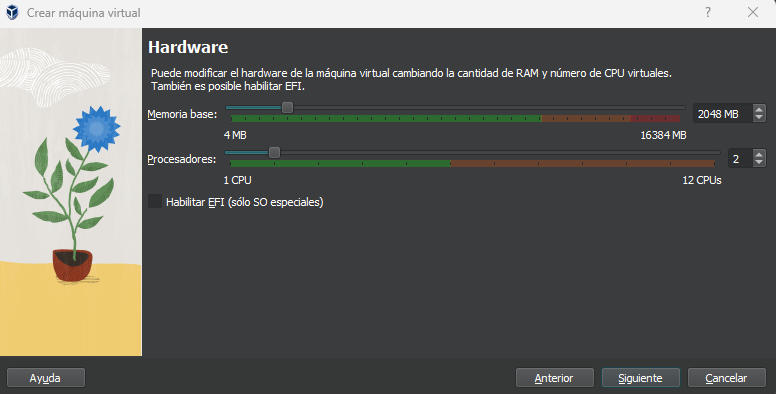 Crear máquina virtual
?
Hardware
Puede modificar el hardware de la máquina virtual cambiando la cantidad de RAM y número de CPU virtuales.
También es posible habilitar EFI.
Memoria base:
2048 MB
4 MB
16384 MB
Procesadores:
2
1 CPU
12 CPUs
Habilitar EFI (sólo SO especiales)
Ayuda
Anterior
Siguiente
Cancelar